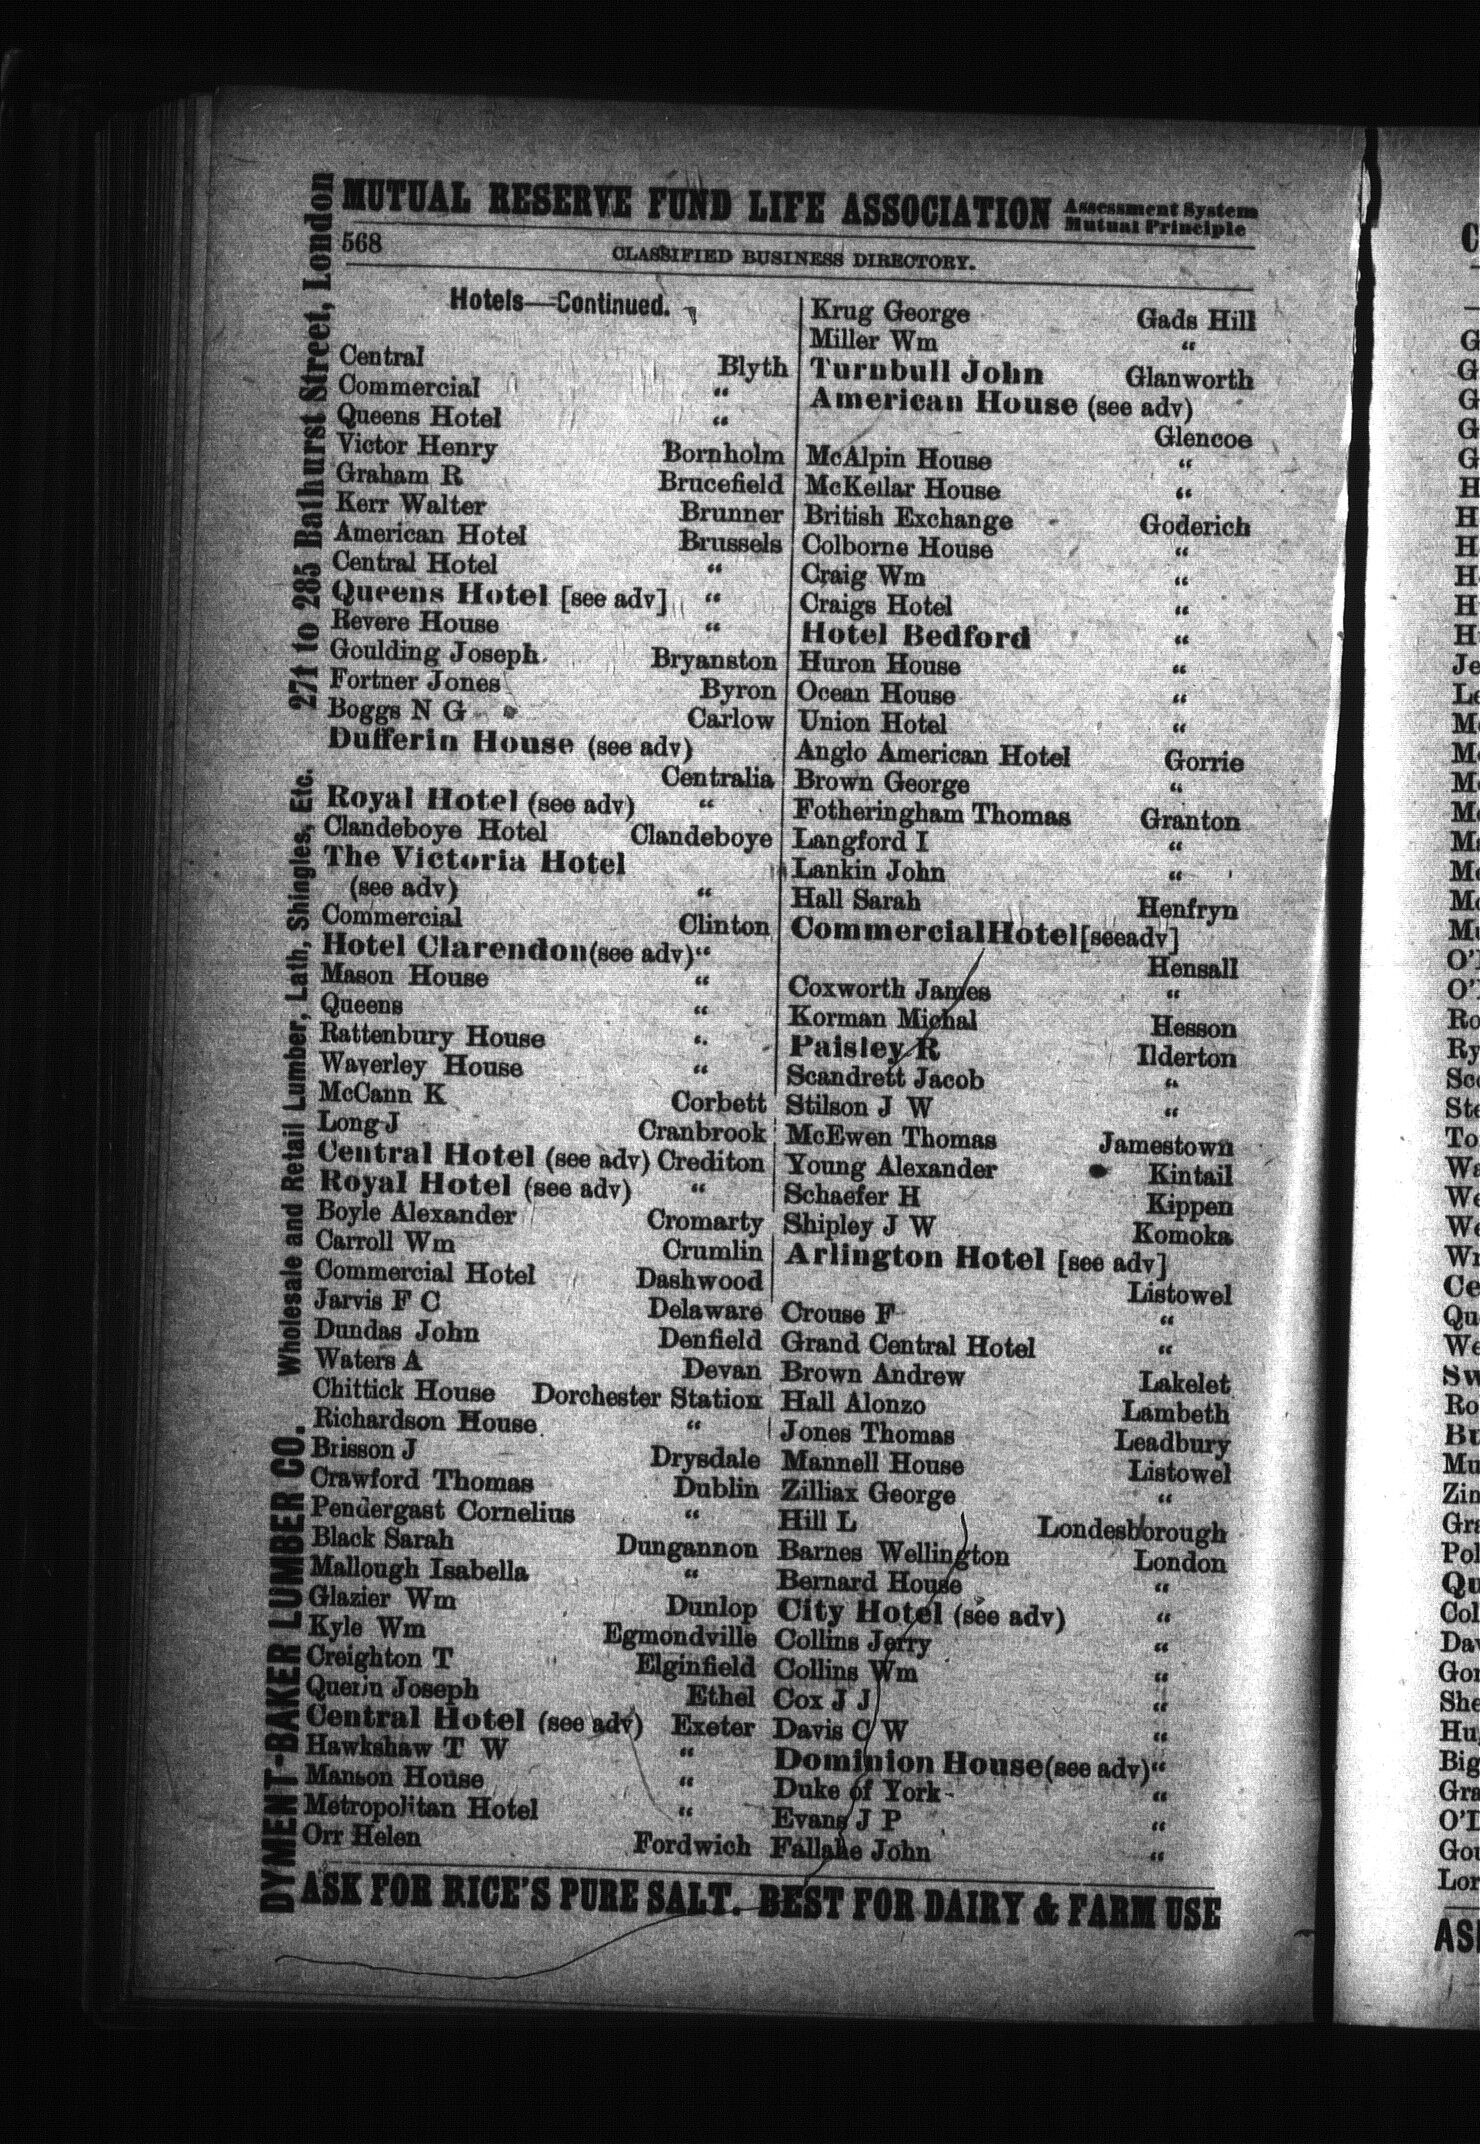 MUTUAL RESERVE FUND LIFE ASSOCIATION Assessment System
Mutual Principle
568
CLASSIFIED BUSINESS DIRECTORY.
Hotels—Continued.
Central Blyth
Commercial “
Queens Hotel “
Victor Henry Bornholm
Graham R Brucefield
Kerr Walter Brunner
American Hotel Brussels
Central Hotel “
Queens Hotel [see adv] “
Revere House “
Goulding Joseph Bryanston
Fortner Jones Byron
Boggs N G Carlow
Dufferin House (see adv)
Centralia
Royal Hotel (see adv) “
Clandeboye Hotel Clandeboye
The Victoria Hotel
(see adv) “
Commercial Clinton
Hotel Clarendon(see adv)“
Mason House “
Queens “
Rattenbury House “
Waverley House “
McCann K Corbett
Long J Cranbrook
Central Hotel (see adv) Crediton
Royal Hotel (see adv) “
Boyle Alexander Cromarty
Carroll Wm Crumlin
Commercial Hotel Dashwood
Jarvis F C Delaware
Dundas John Denfield
Waters A Devan
Chittick House Dorchester Station
Richardson House “
Brisson J Drysdale
Crawford Thomas Dublin
Pendergast Cornelius “
Black Sarah Dungannon
Mallough Isabella “
Glazier Wm Dunlop
Kyle Wm Egmondville
Creighton T Elginfield
Querin Joseph Ethel
Central Hotel (see adv) Exeter
Hawkshaw T W “
Manson House “
Metropolitan Hotel “
Orr Helen Fordwich
Krug George Gads Hill
Miller Wm “
Turnbull John Glanworth
American House (see adv)
Glencoe
McAlpin House “
McKellar House “
British Exchange Goderich
Colborne House “
Craig Wm “
Craigs Hotel “
Hotel Bedford “
Huron House “
Ocean House “
Union Hotel “
Anglo American Hotel Gorrie
Brown George “
Fotheringham Thomas Granton
Langford I “
Lankin John “
Hall Sarah Henfryn
CommercialHotel[seeadv]
Hensall
Coxworth James “
Korman Michal Hesson
Paisley R Ilderton
Scandrett Jacob “
Stilson J W “
McEwen Thomas Jamestown
Young Alexander Kintail
Schaefer H Kippen
Shipley J W Komoka
Arlington Hotel [see adv]
Listowel
Crouse F “
Grand Central Hotel “
Brown Andrew Lakelet
Hall Alonzo Lambeth
Jones Thomas Leadbury
Mannell House Listowel
Zilliax George “
Hill L Londesborough
Barnes Wellington London
Bernard House “
City Hotel (see adv) “
Collins Jerry “
Collins Wm “
Cox J J “
Davis C W “
Dominion House(see adv)“
Duke of York “
Evans J P “
Fallahe John “
ASK FOR RICE'S PURE SALT. BEST FOR DAIRY & FARM USE
DYMENT-BAKER LUMBER CO. Wholesale and Retail Lumber, Lath, Shingles, Etc. 271 to 285 Bathurst Street, London